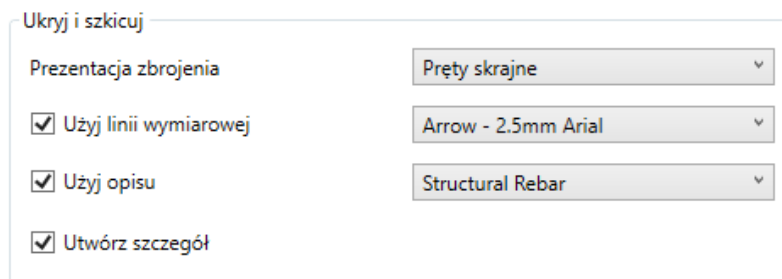 Ukryj i szkicuj
Prezentacja zbrojenia Pręty skrajne
Użyj linii wymiarowej Arrow - 2.5mm Arial
Użyj opisu Structural Rebar
Utwórz szczegół